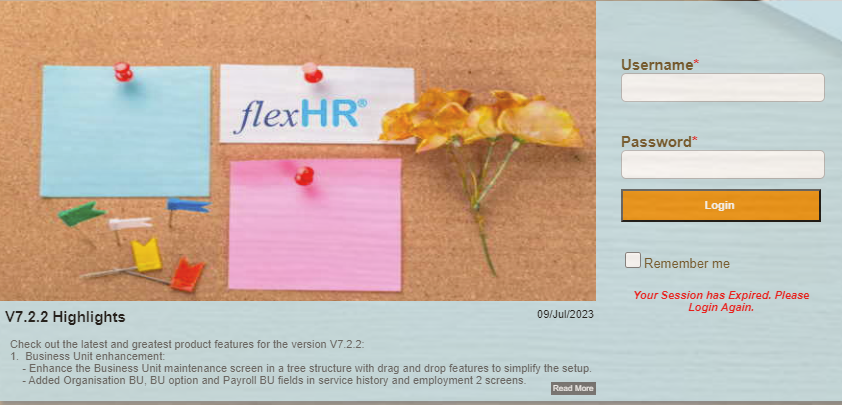 flexHR®
Username*
Password*
Login
Remember me
Your Session has Expired. Please
Login Again.
V7.2.2 Highlights
09/Jul/2023
Check out the latest and greatest product features for the version V7.2.2:
1. Business Unit enhancement:
- Enhance the Business Unit maintenance screen in a tree structure with drag and drop features to simplify the setup.
- Added Organisation BU, BU option and Payroll BU fields in service history and employment 2 screens.
Read More